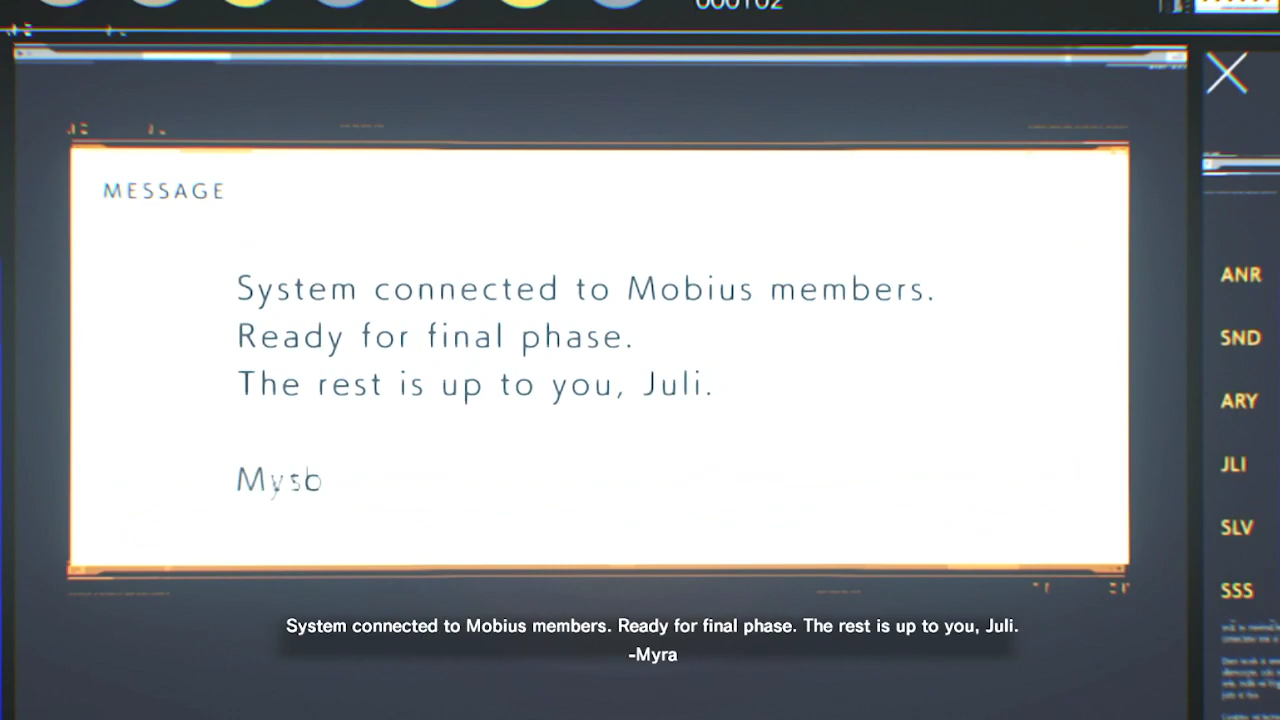 000102
MESSAGE
System connected to Mobius members.
Ready for final phase.
The rest is up to you, Juli.
ANR
SND
ARY
JLI
SLV
SSS
System connected to Mobius members. Ready for final phase. The rest is up to you, Juli.
-Myra